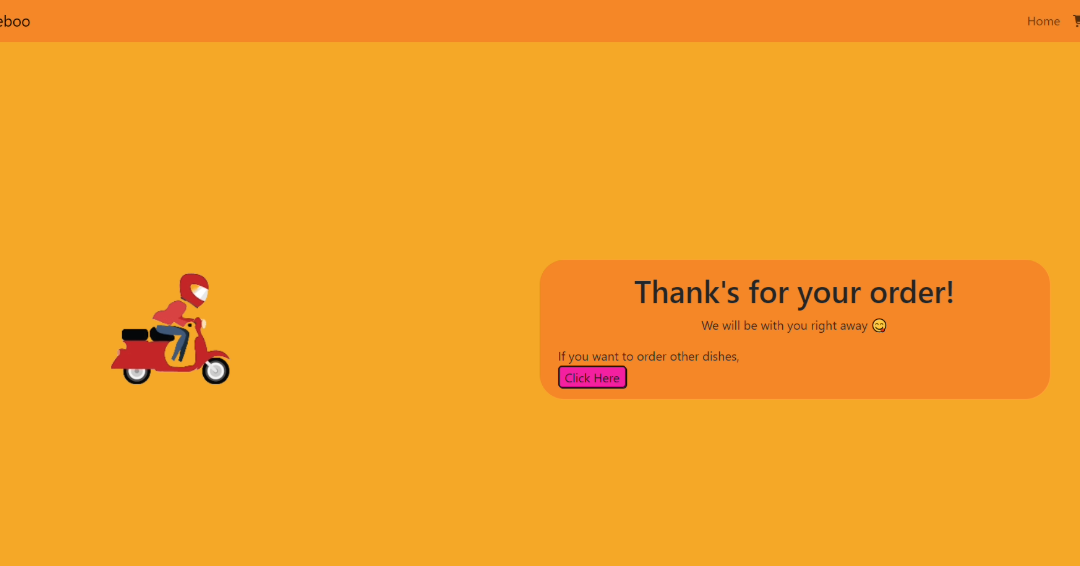 eboo
Home
Thank's for your order!
We will be with you right away 😋
If you want to order other dishes,
Click Here